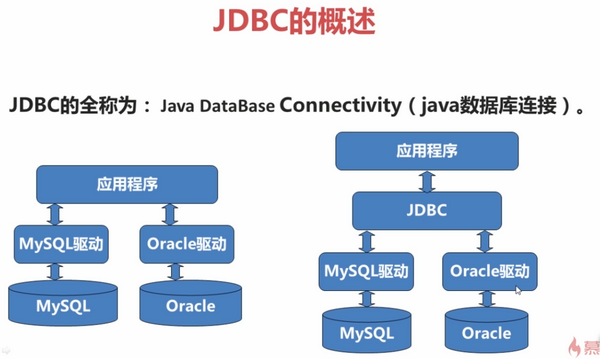 JDBC的概述
JDBC的全称为：Java DataBase Connectivity（java数据库连接）。
应用程序
MySQL驱动
Oracle驱动
MySQL
Oracle
应用程序
JDBC
MySQL驱动
Oracle驱动
MySQL
Oracle
慕